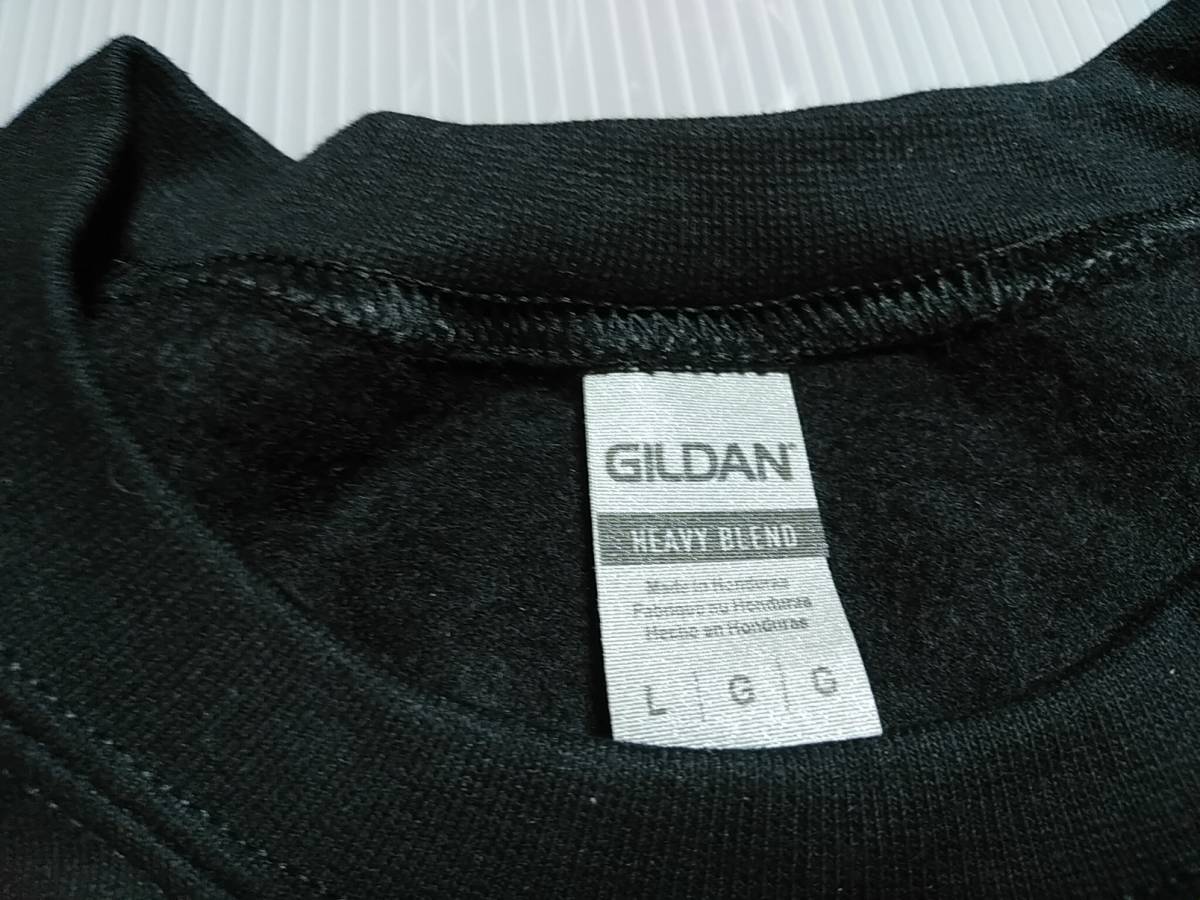 GILDAN®
HEAVY BLEND
Made in Honduras
Fabriqué au Honduras
Hecho en Honduras
L | G | G